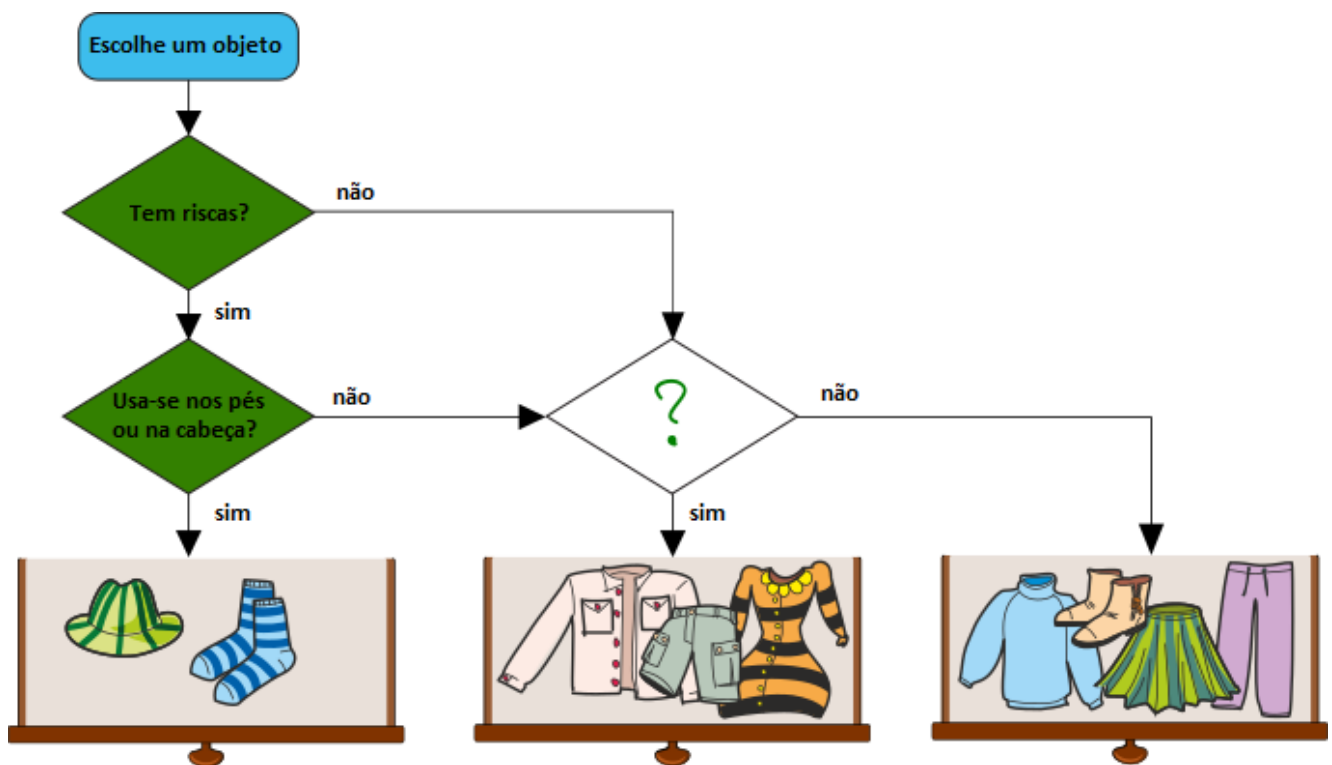 Escolhe um objeto
Tem riscas?
não
sim
Usa-se nos pés
ou na cabeça?
não
?
não
sim
sim